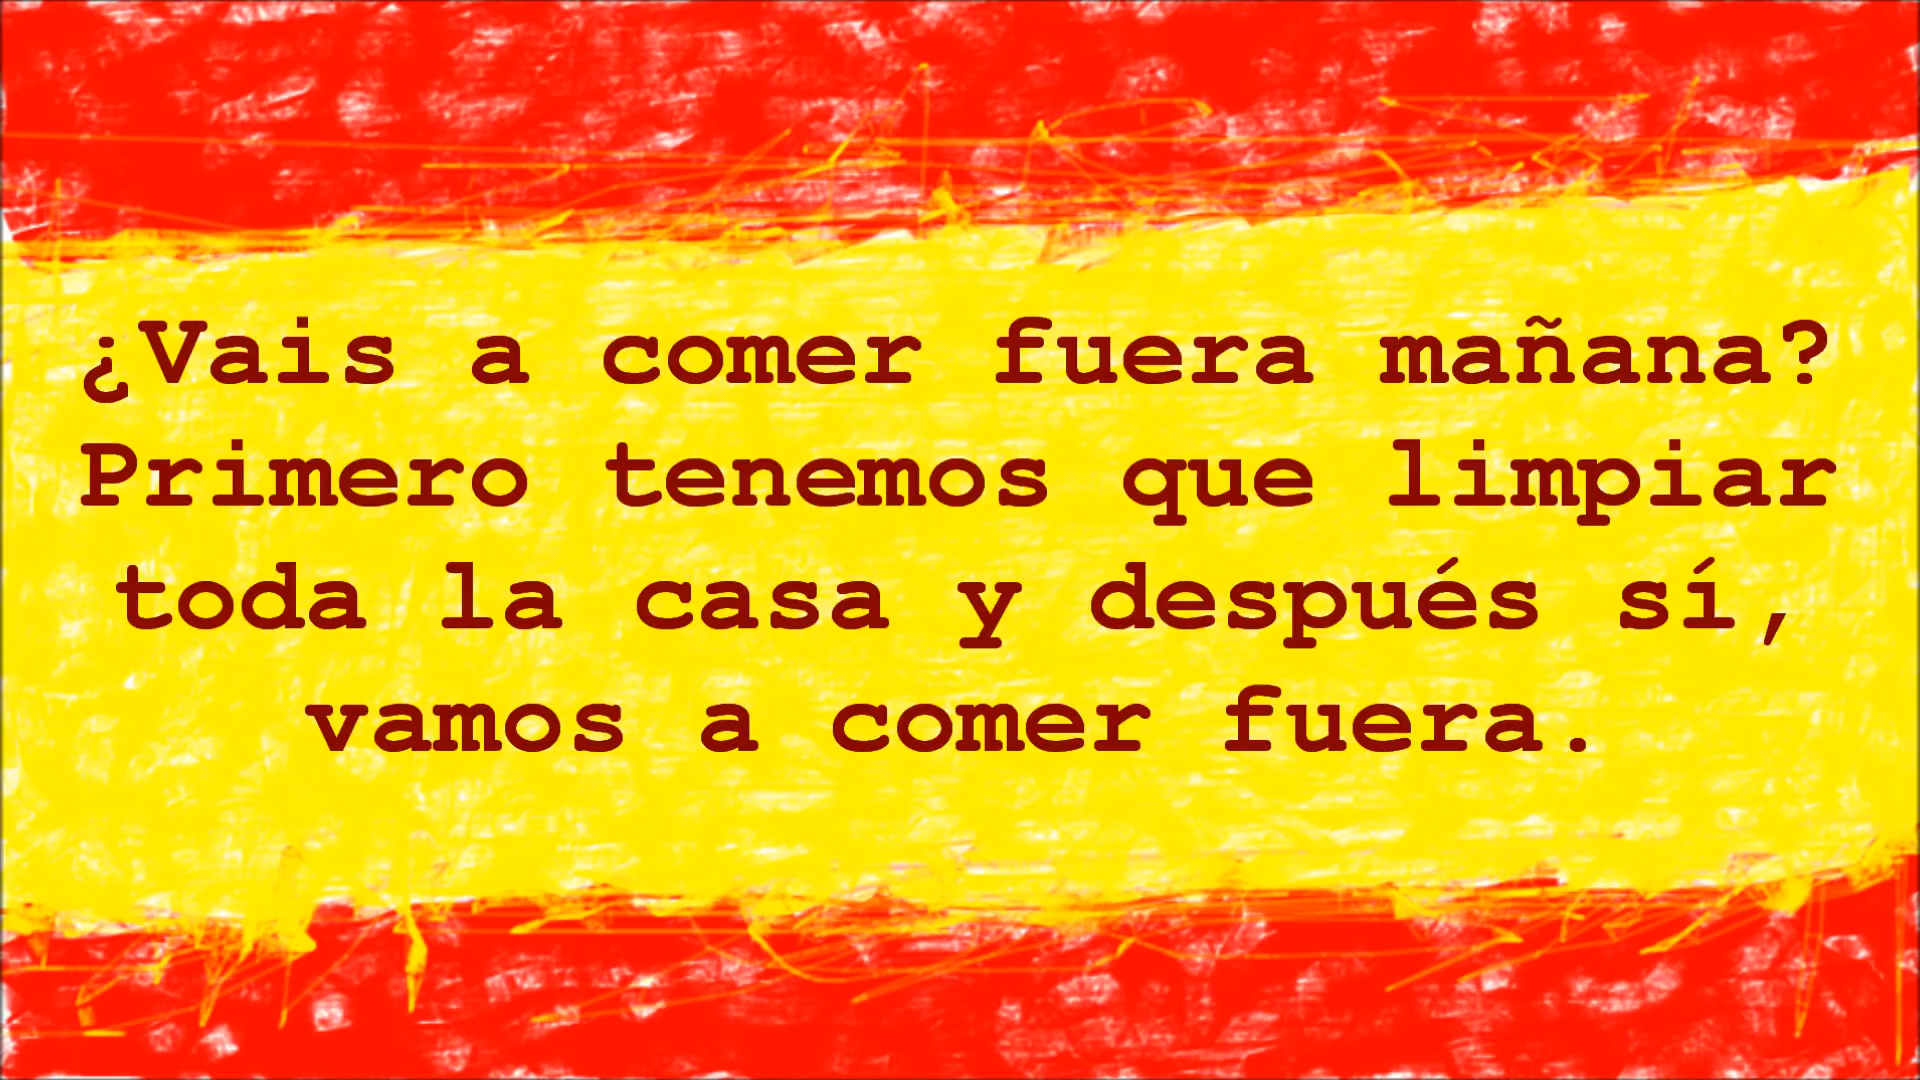 ¿Vais a comer fuera mañana?
Primero tenemos que limpiar
toda la casa y después sí,
vamos a comer fuera.